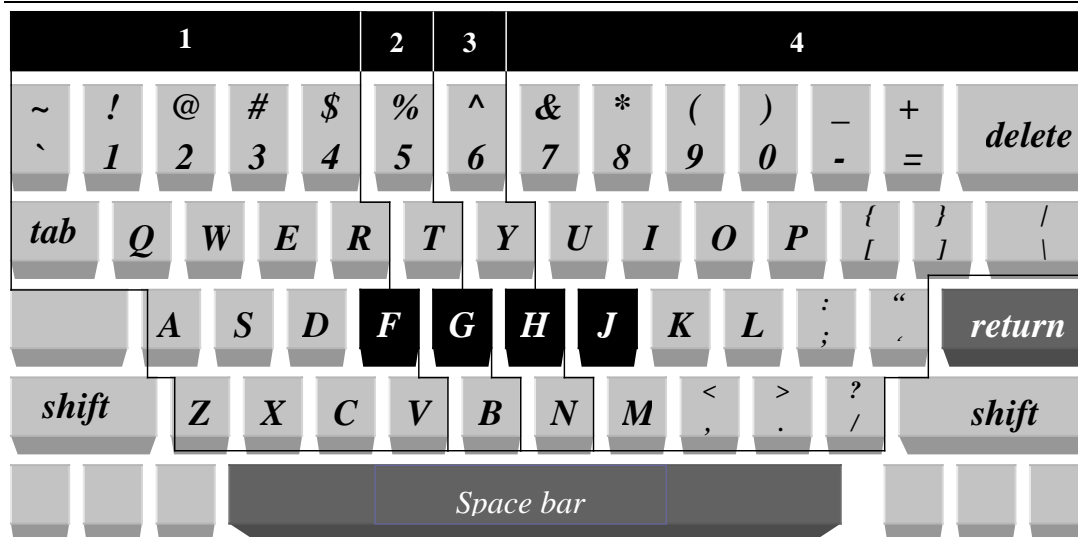 1 2 3 4
~ ! @ # $ % ^ & * ( ) _ +
` 1 2 3 4 5 6 7 8 9 0 - = delete
tab Q W E R T Y U I O P { [ } ] | \
A S D F G H J K L : ; “ ‘ return
shift Z X C V B N M < , > . ? / shift
Space bar